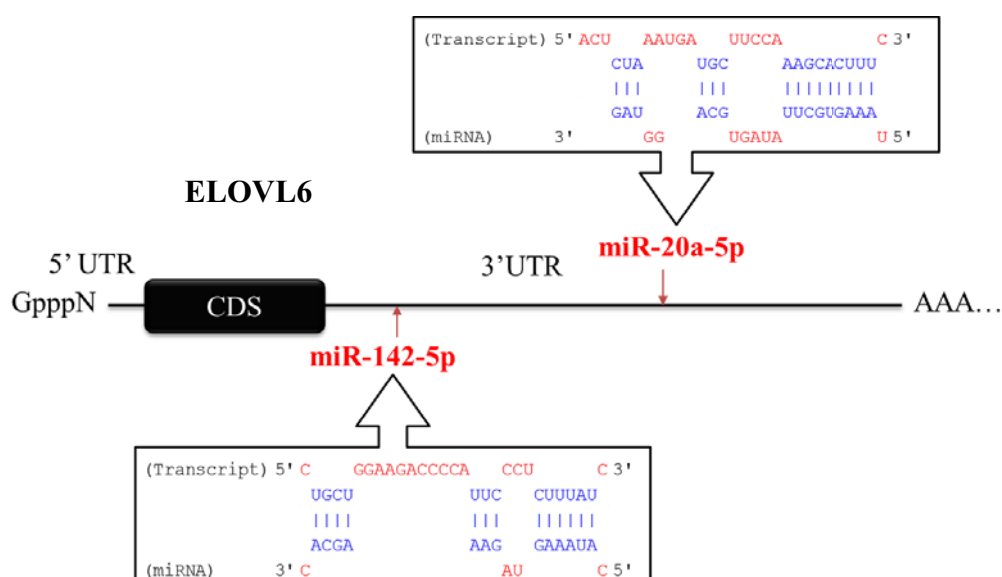 (Transcript) 5' ACU AAUGA UUCCA C 3'
CUA UGC AAGCACUUU
||| ||| |||||||||
GAU ACG UUCGUGAAA
(miRNA) 3' GG UGAUA U 5'
ELOVL6
miR-20a-5p
5' UTR 3'UTR
GpppN CDS AAA...
miR-142-5p
(Transcript) 5' C GGAAGACCCCA CCU C 3'
UGCU UUC CUUUAU
|||| ||| ||||||
ACGA AAG GAAAUA
(miRNA) 3' C AU C 5'